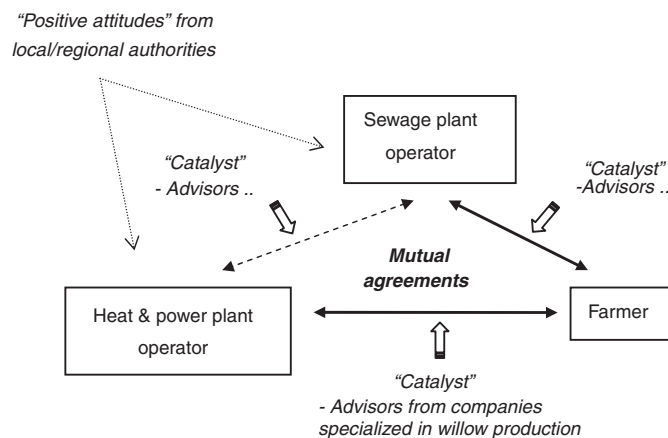 “Positive attitudes” from
local/regional authorities
Sewage plant
operator
“Catalyst”
- Advisors ..
“Catalyst”
-Advisors ..
Mutual
agreements
Heat & power plant
operator
Farmer
“Catalyst”
- Advisors from companies
specialized in willow production